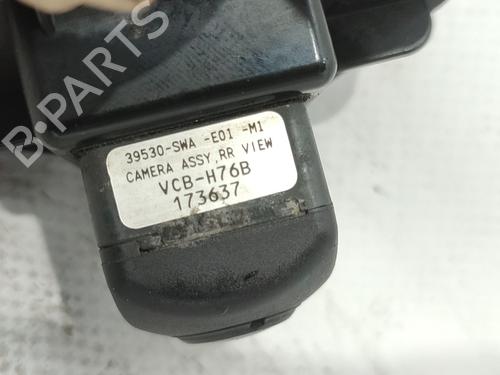 B-PARTS
39530-SWA -E01 -M1
CAMERA ASSY,RR VIEW
VCB-H76B
173637